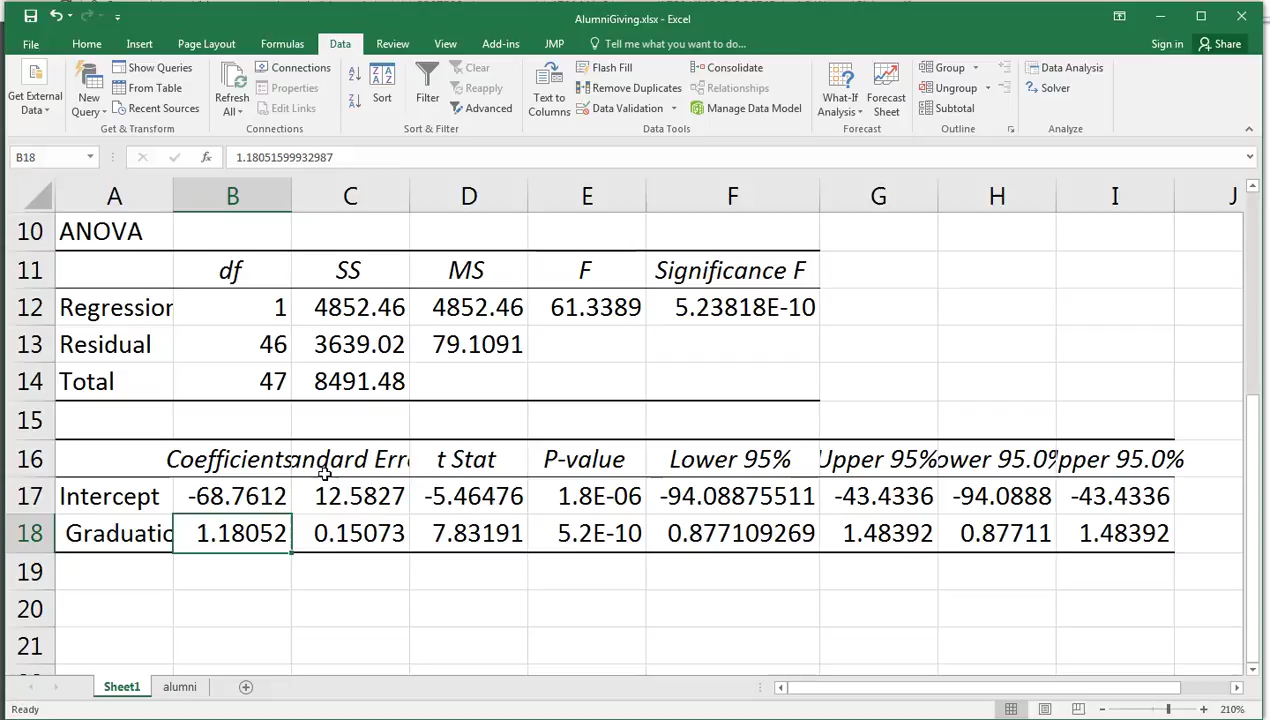 AlumniGiving.xlsx - Excel
File Home Insert Page Layout Formulas Data Review View Add-ins JMP Tell me what you want to do... Sign in Share
Get External Data
New Query
Show Queries
From Table
Recent Sources
Get & Transform
Refresh All
Connections
Properties
Edit Links
Connections
Sort
Filter
Clear
Reapply
Advanced
Sort & Filter
Text to Columns
Flash Fill
Remove Duplicates
Data Validation
Consolidate
Relationships
Manage Data Model
Data Tools
What-If Analysis
Forecast Sheet
Forecast
Group
Ungroup
Subtotal
Outline
Data Analysis
Solver
Analyze
B18 fx 1.18051599932987
A B C D E F G H I J
10 ANOVA
11 df SS MS F Significance F
12 Regression 1 4852.46 4852.46 61.3389 5.23818E-10
13 Residual 46 3639.02 79.1091
14 Total 47 8491.48
15
16 Coefficients andard Erro t Stat P-value Lower 95% Upper 95% ower 95.0% pper 95.0%
17 Intercept -68.7612 12.5827 -5.46476 1.8E-06 -94.08875511 -43.4336 -94.0888 -43.4336
18 Graduatio 1.18052 0.15073 7.83191 5.2E-10 0.877109269 1.48392 0.87711 1.48392
19
20
21
Sheet1 alumni
Ready 210%